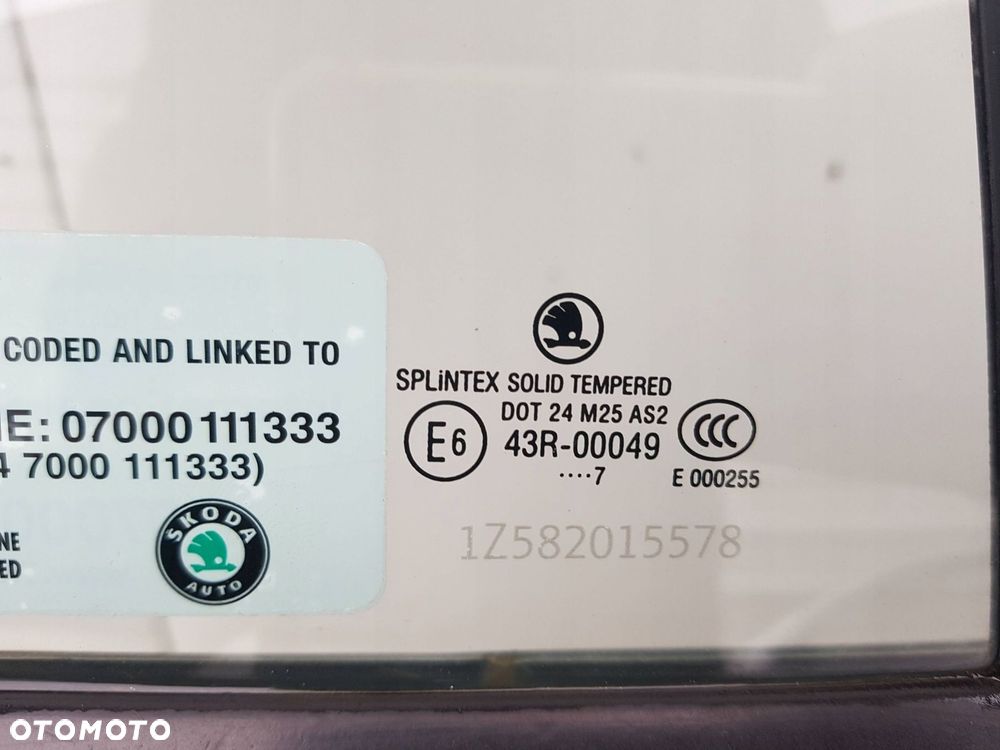 CODED AND LINKED TO
NE: 07000 111333
4 7000 111333)
NE
ED
SKODA
AUTO
SPLiNTEX SOLID TEMPERED
DOT 24 M25 AS2
E6
43R-00049
····7
CCC
E 000255
1Z582015578
OTOMOTO